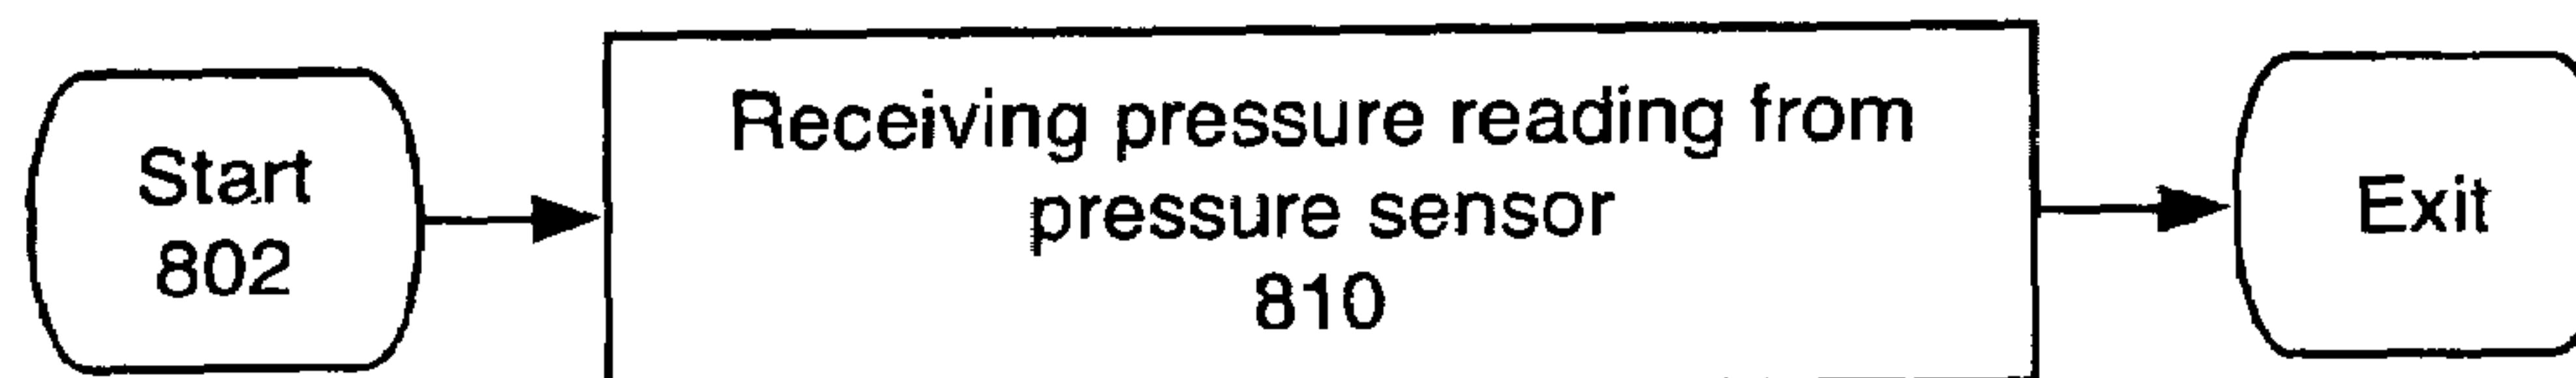 Start
802
Receiving pressure reading from
pressure sensor
810
Exit